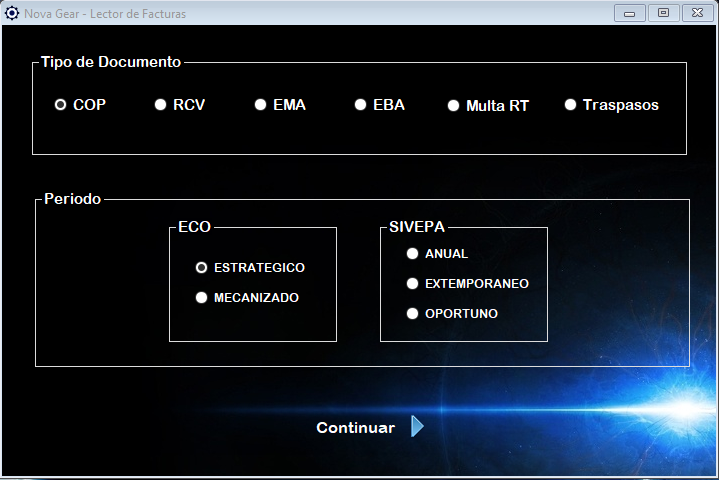 Nova Gear - Lector de Facturas
Tipo de Documento
COP RCV EMA EBA Multa RT Traspasos
Periodo
ECO
ESTRATEGICO
MECANIZADO
SIVEPA
ANUAL
EXTEMPORANEO
OPORTUNO
Continuar